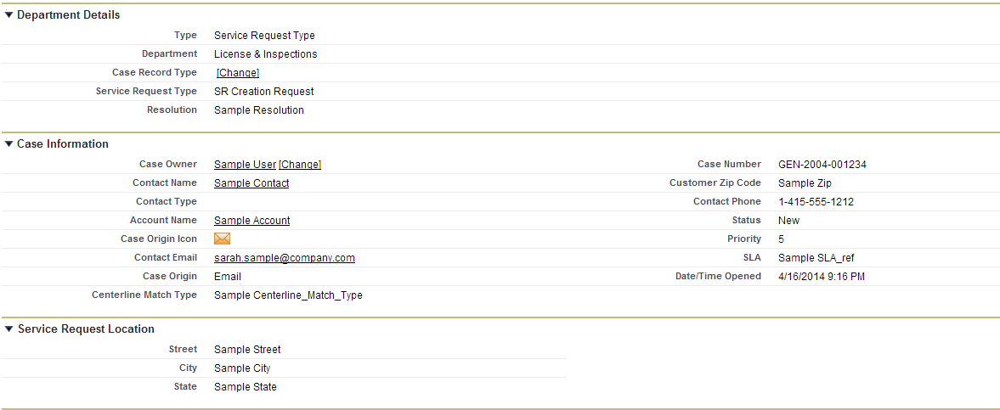 Department Details
Type Service Request Type
Department License & Inspections
Case Record Type [Change]
Service Request Type SR Creation Request
Resolution Sample Resolution
Case Information
Case Owner Sample User [Change] Case Number GEN-2004-001234
Contact Name Sample Contact Customer Zip Code Sample Zip
Contact Type Contact Phone 1-415-555-1212
Account Name Sample Account Status New
Case Origin Icon Priority 5
Contact Email sarah.sample@company.com SLA Sample SLA_ref
Case Origin Email Date/Time Opened 4/16/2014 9:16 PM
Centerline Match Type Sample Centerline_Match_Type
Service Request Location
Street Sample Street
City Sample City
State Sample State